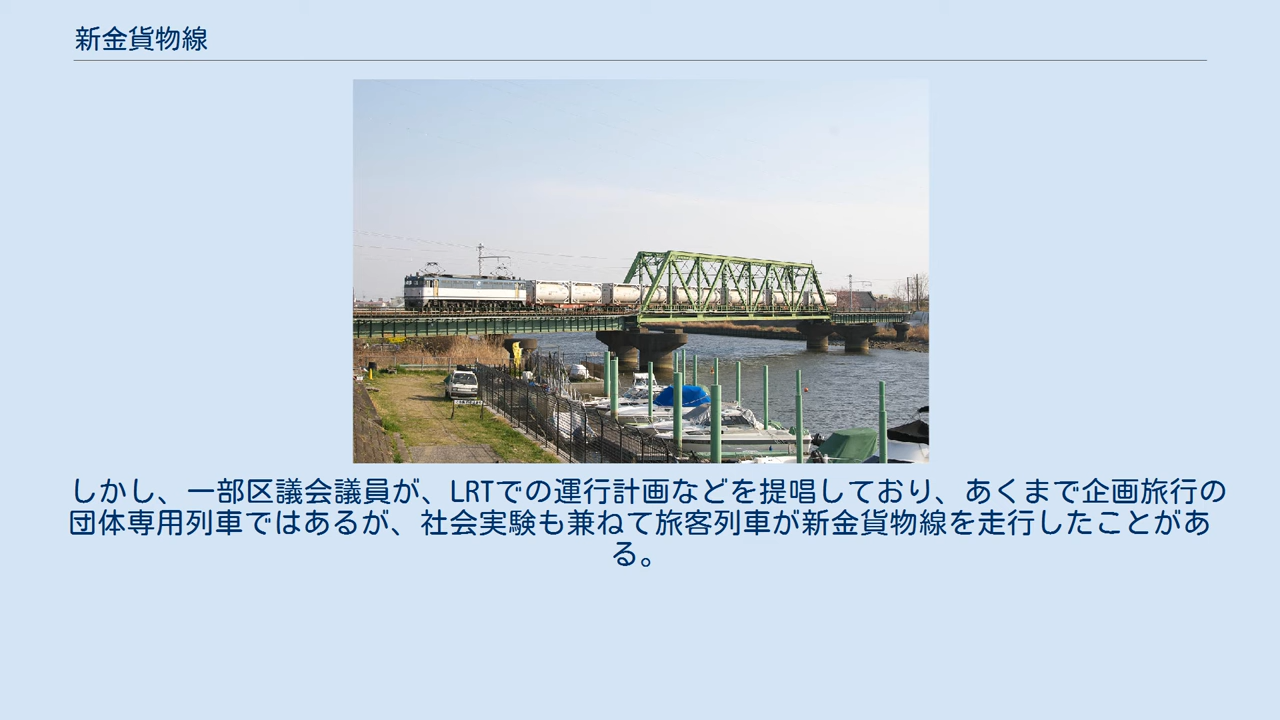 新金貨物線
しかし、一部区議会議員が、LRTでの運行計画などを提唱しており、あくまで企画旅行の
団体専用列車ではあるが、社会実験も兼ねて旅客列車が新金貨物線を走行したことがあ
る。